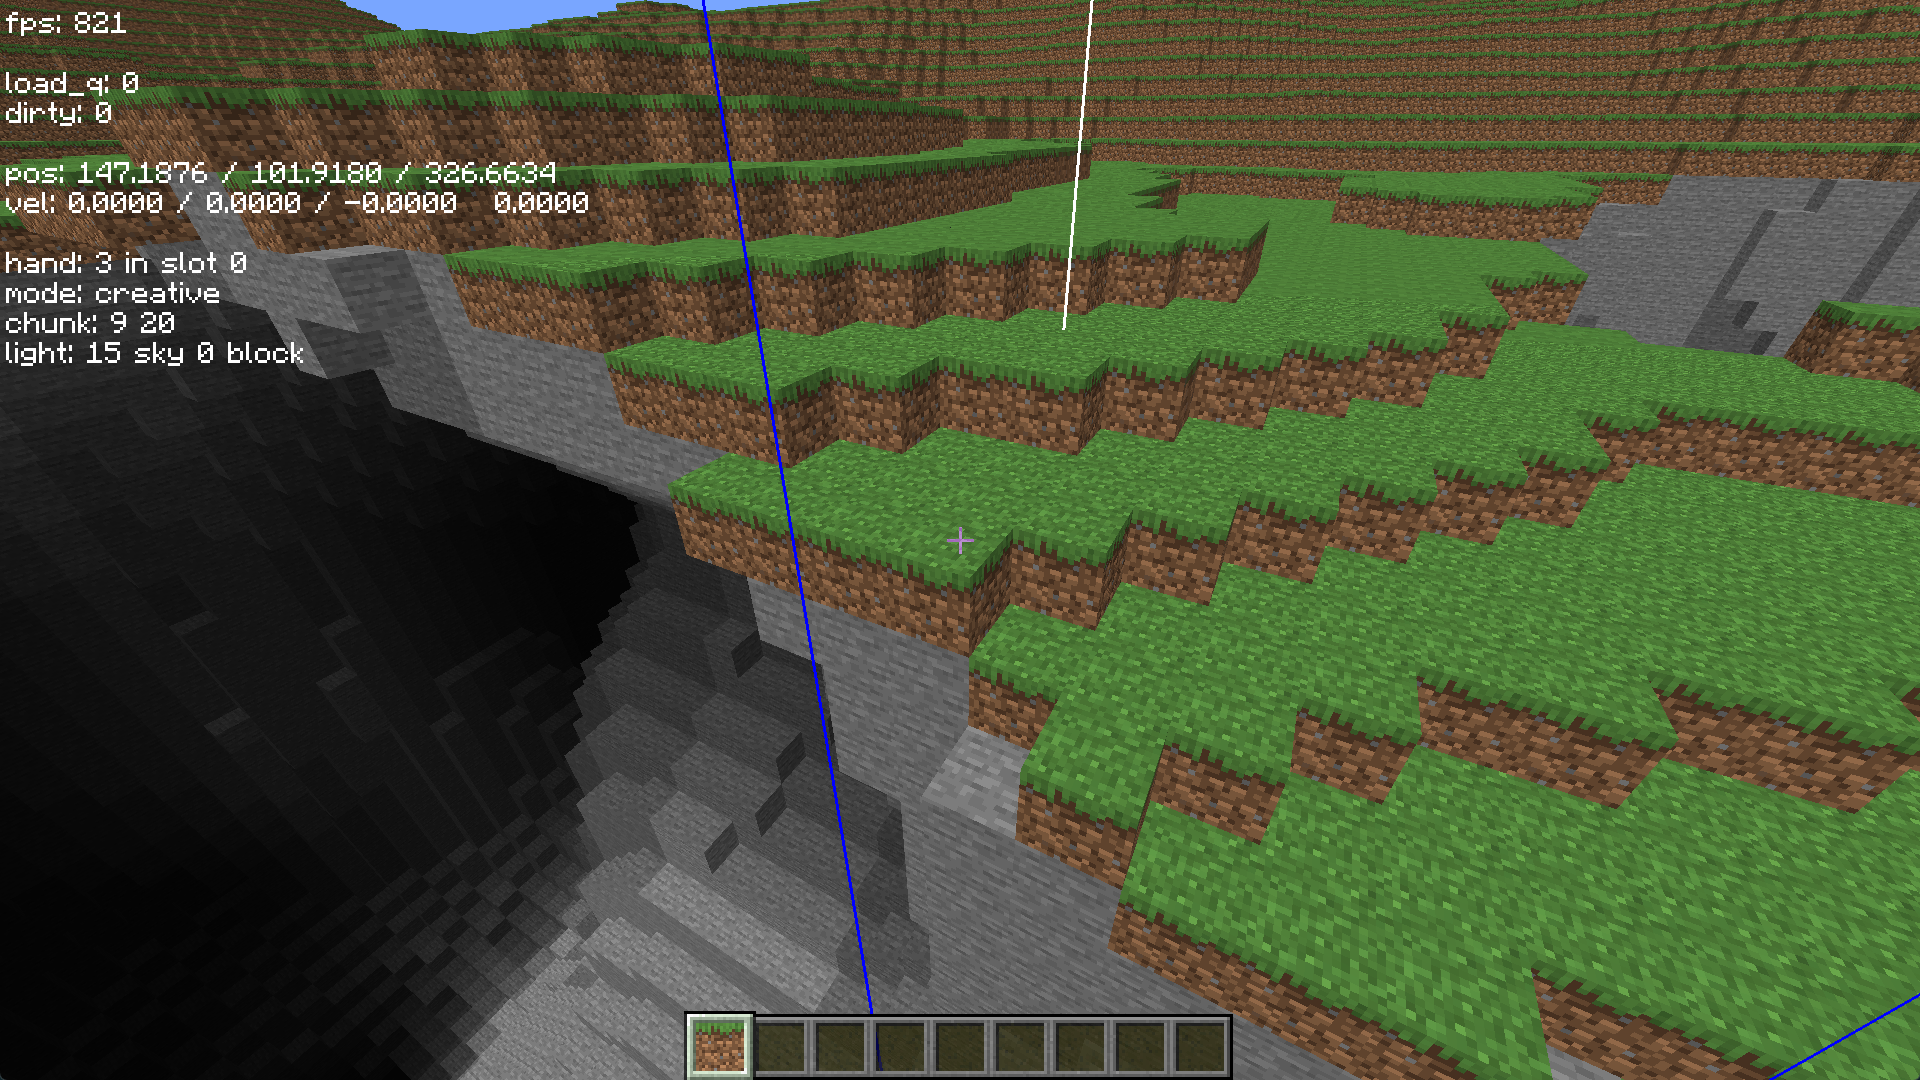 fps: 821
load_q: 0
dirty: 0
pos: 147.1876 / 101.9180 / 326.6634
vel: 0.0000 / 0.0000 / -0.0000 0.0000
hand: 3 in slot 0
mode: creative
chunk: 9 20
light: 15 sky 0 block